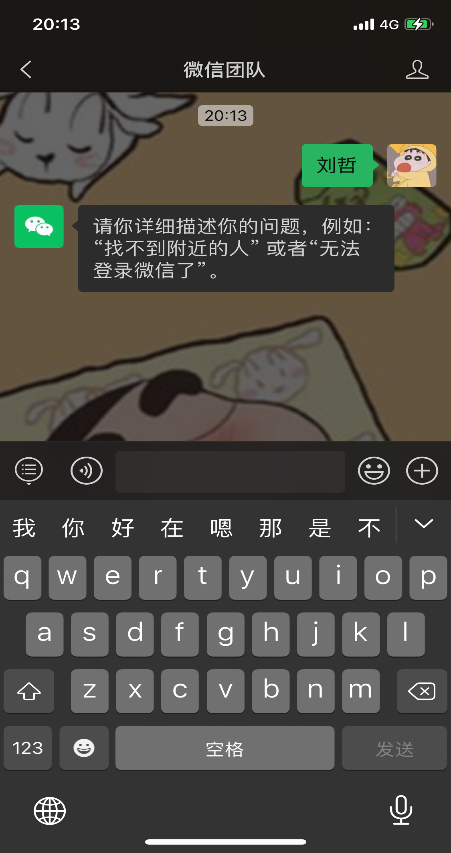 20:13
4G
微信团队
20:13
刘哲
请你详细描述你的问题，例如：
“找不到附近的人” 或者“无法
登录微信了”。
我 你 好 在 嗯 那 是 不
q w e r t y u i o p
a s d f g h j k l
z x c v b n m
123 空格 发送